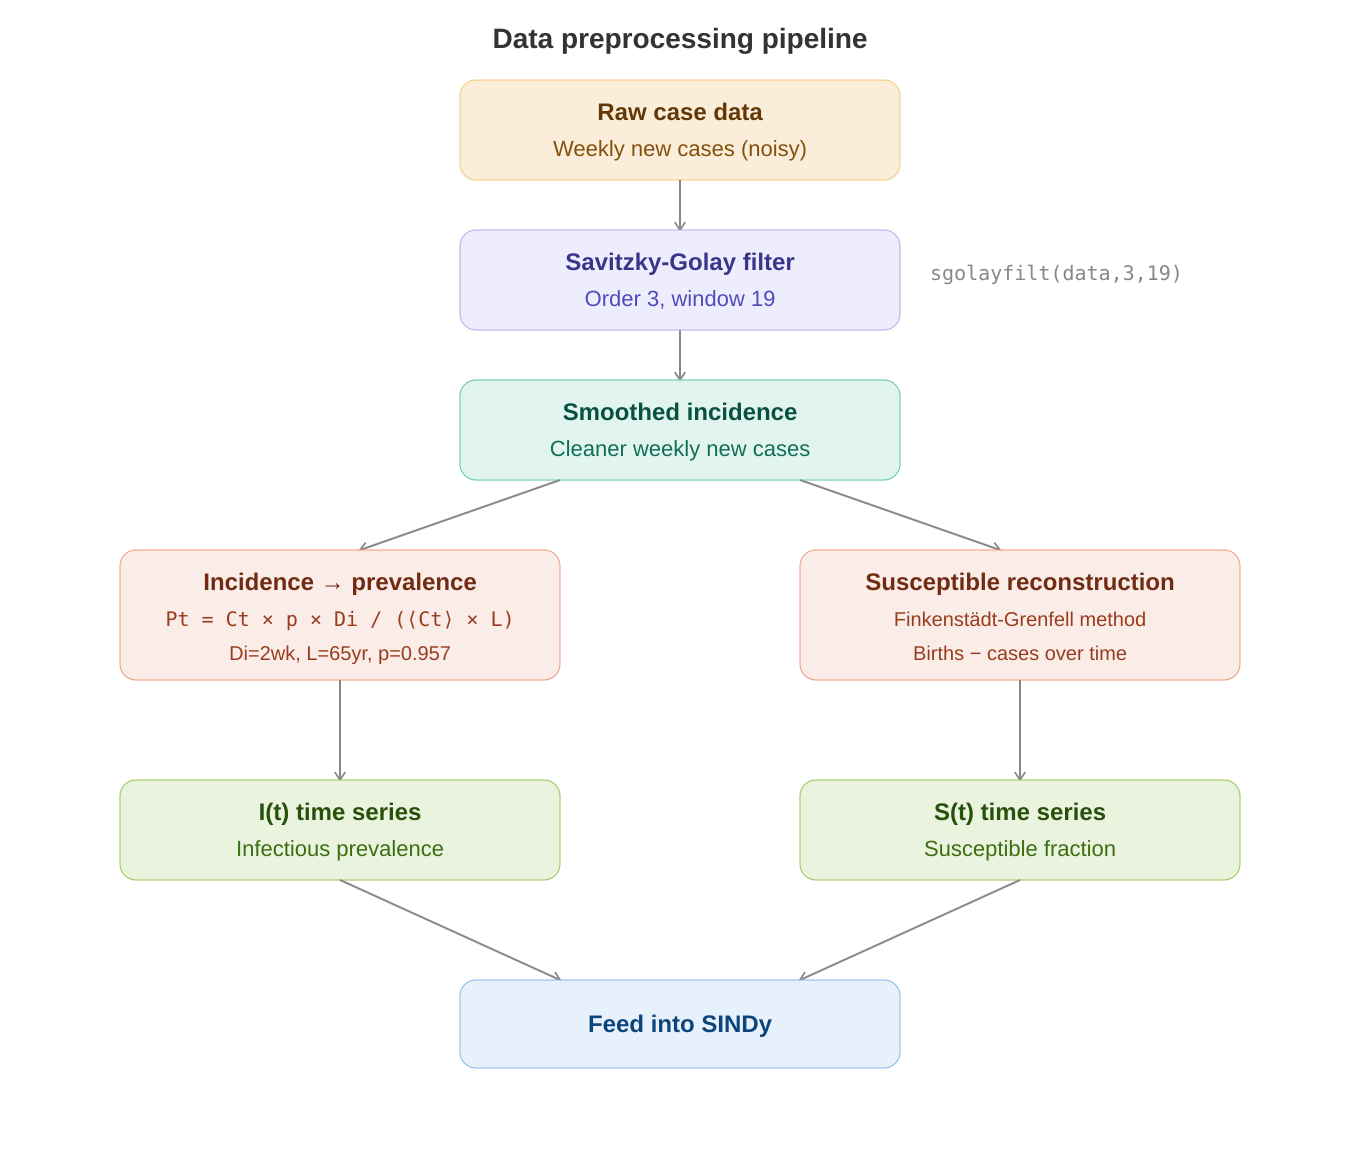 Data preprocessing pipeline
Raw case data
Weekly new cases (noisy)
Savitzky-Golay filter
Order 3, window 19
sgolayfilt(data,3,19)
Smoothed incidence
Cleaner weekly new cases
Incidence → prevalence
Pt = Ct × p × Di / (⟨Ct⟩ × L)
Di=2wk, L=65yr, p=0.957
Susceptible reconstruction
Finkenstädt-Grenfell method
Births − cases over time
I(t) time series
Infectious prevalence
S(t) time series
Susceptible fraction
Feed into SINDy